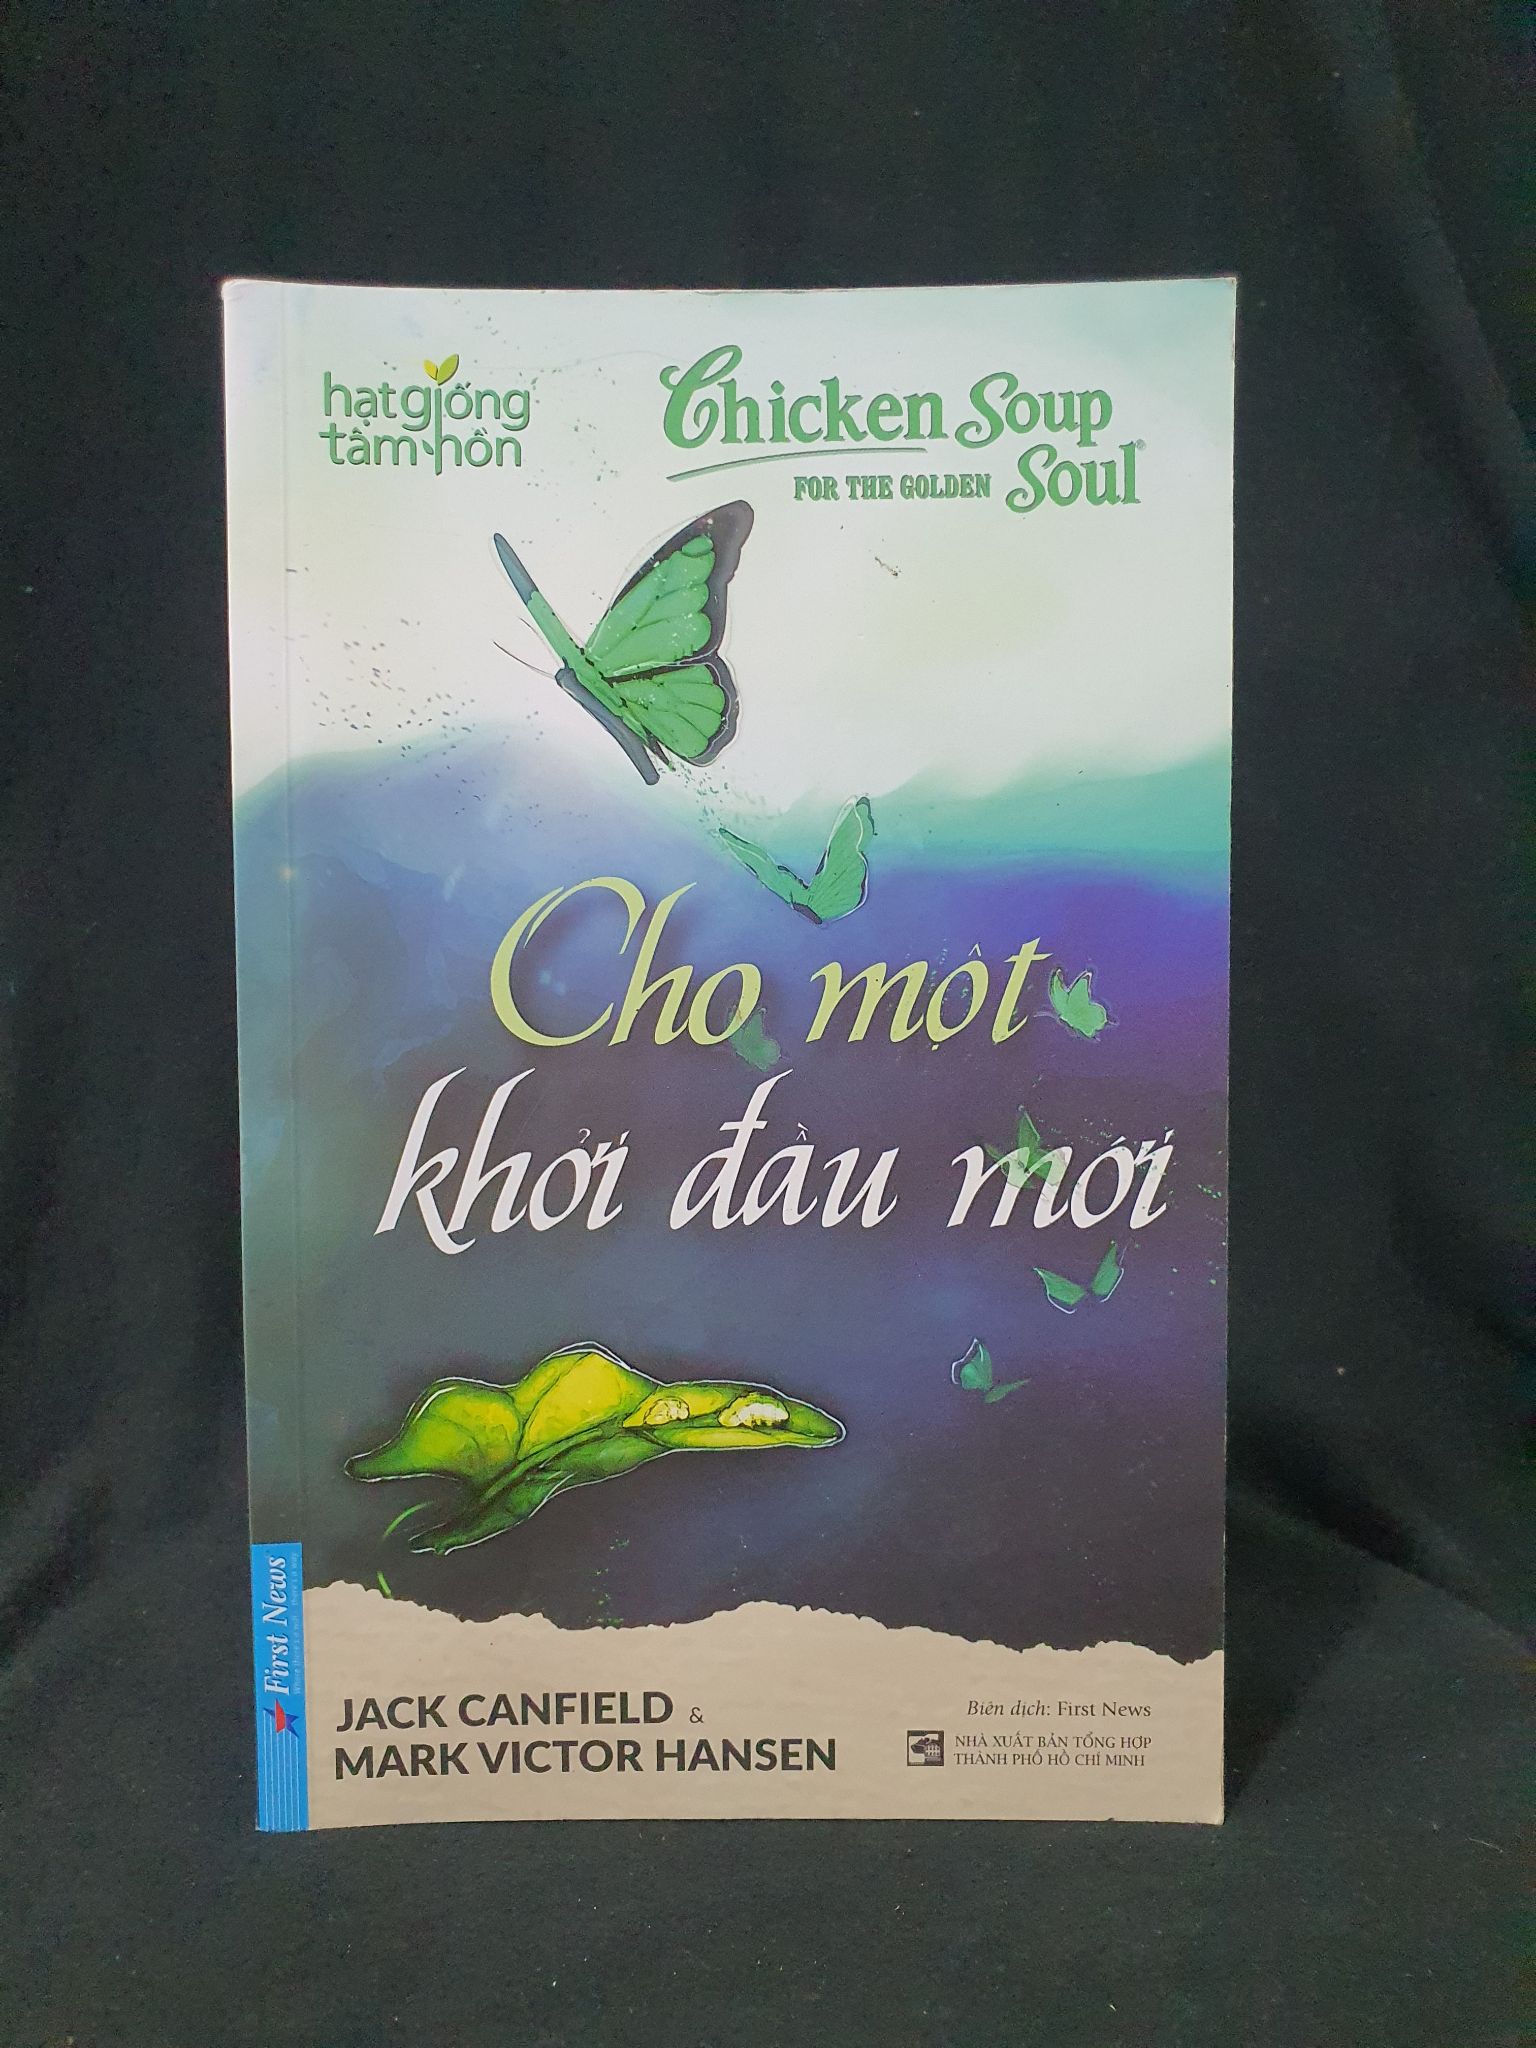 hạt giống
tâm hồn
Chicken Soup
FOR THE GOLDEN Soul®
Cho một
khởi đầu mới
First News
JACK CANFIELD &
MARK VICTOR HANSEN
Biên dịch: First News
NHÀ XUẤT BẢN TỔNG HỢP
THÀNH PHỐ HỒ CHÍ MINH